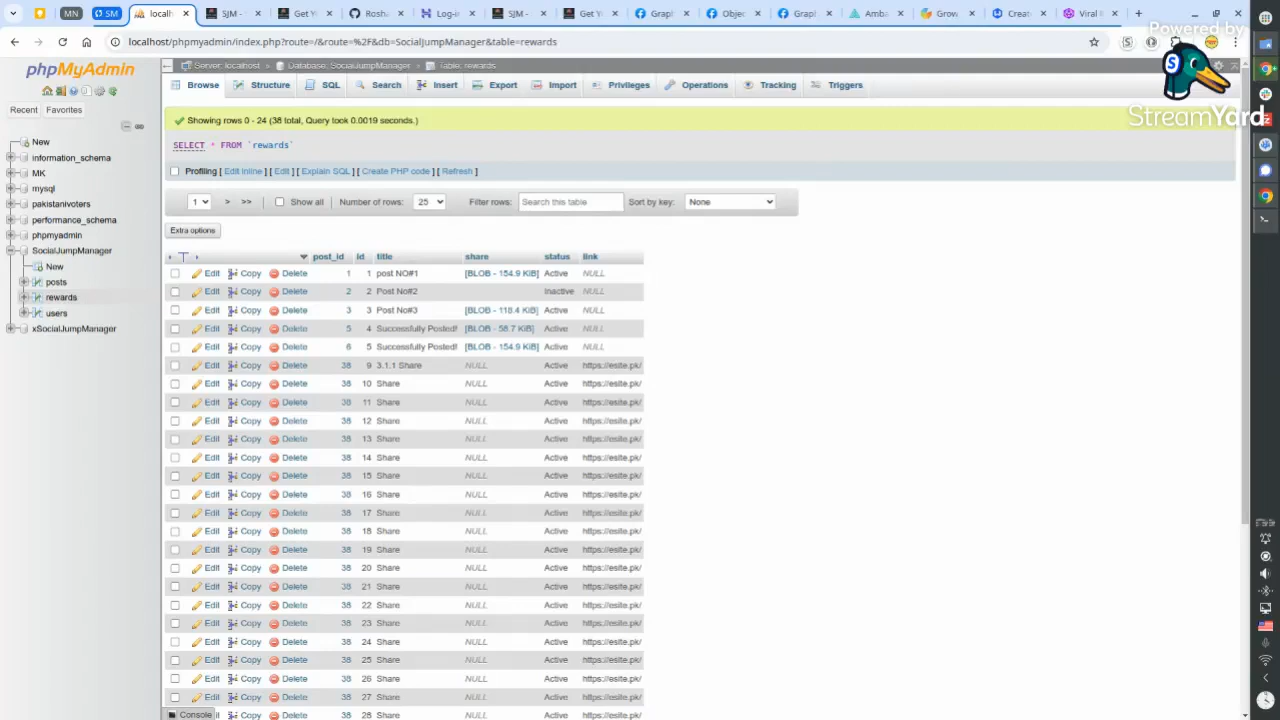 MN
SM
localh
SJM -
Get Y
Rosha
Log-in
SJM -
Get Y
Graph
Objec
Graph
Amba
Grow
Creat
Viral
localhost/phpmyadmin/index.php?route=/&route=%2F&db=SocialJumpManager&table=rewards
Powered by
StreamYard
phpMyAdmin
Recent Favorites
New
information_schema
MK
mysql
pakistanivoters
performance_schema
phpmyadmin
SocialJumpManager
New
posts
rewards
users
xSocialJumpManager
Server: localhost » Database: SocialJumpManager » Table: rewards
Browse Structure SQL Search Insert Export Import Privileges Operations Tracking Triggers
Showing rows 0 - 24 (38 total, Query took 0.0019 seconds.)
SELECT * FROM `rewards`
Profiling [ Edit inline ] [ Edit ] [ Explain SQL ] [ Create PHP code ] [ Refresh ]
1 > >> Show all Number of rows: 25 Filter rows: Search this table Sort by key: None
Extra options
post_id id title share status link
Edit Copy Delete 1 1 post NO#1 [BLOB - 154.9 KiB] Active NULL
Edit Copy Delete 2 2 Post No#2 Inactive NULL
Edit Copy Delete 3 3 Post No#3 [BLOB - 118.4 KiB] Active NULL
Edit Copy Delete 5 4 Successfully Posted! [BLOB - 58.7 KiB] Active NULL
Edit Copy Delete 6 5 Successfully Posted! [BLOB - 154.9 KiB] Active NULL
Edit Copy Delete 38 9 3.1.1 Share NULL Active https://esite.pk/
Edit Copy Delete 38 10 Share NULL Active https://esite.pk/
Edit Copy Delete 38 11 Share NULL Active https://esite.pk/
Edit Copy Delete 38 12 Share NULL Active https://esite.pk/
Edit Copy Delete 38 13 Share NULL Active https://esite.pk/
Edit Copy Delete 38 14 Share NULL Active https://esite.pk/
Edit Copy Delete 38 15 Share NULL Active https://esite.pk/
Edit Copy Delete 38 16 Share NULL Active https://esite.pk/
Edit Copy Delete 38 17 Share NULL Active https://esite.pk/
Edit Copy Delete 38 18 Share NULL Active https://esite.pk/
Edit Copy Delete 38 19 Share NULL Active https://esite.pk/
Edit Copy Delete 38 20 Share NULL Active https://esite.pk/
Edit Copy Delete 38 21 Share NULL Active https://esite.pk/
Edit Copy Delete 38 22 Share NULL Active https://esite.pk/
Edit Copy Delete 38 23 Share NULL Active https://esite.pk/
Edit Copy Delete 38 24 Share NULL Active https://esite.pk/
Edit Copy Delete 38 25 Share NULL Active https://esite.pk/
Edit Copy Delete 38 26 Share NULL Active https://esite.pk/
Edit Copy Delete 38 27 Share NULL Active https://esite.pk/
Console Copy Delete 38 28 Share NULL Active https://esite.pk/